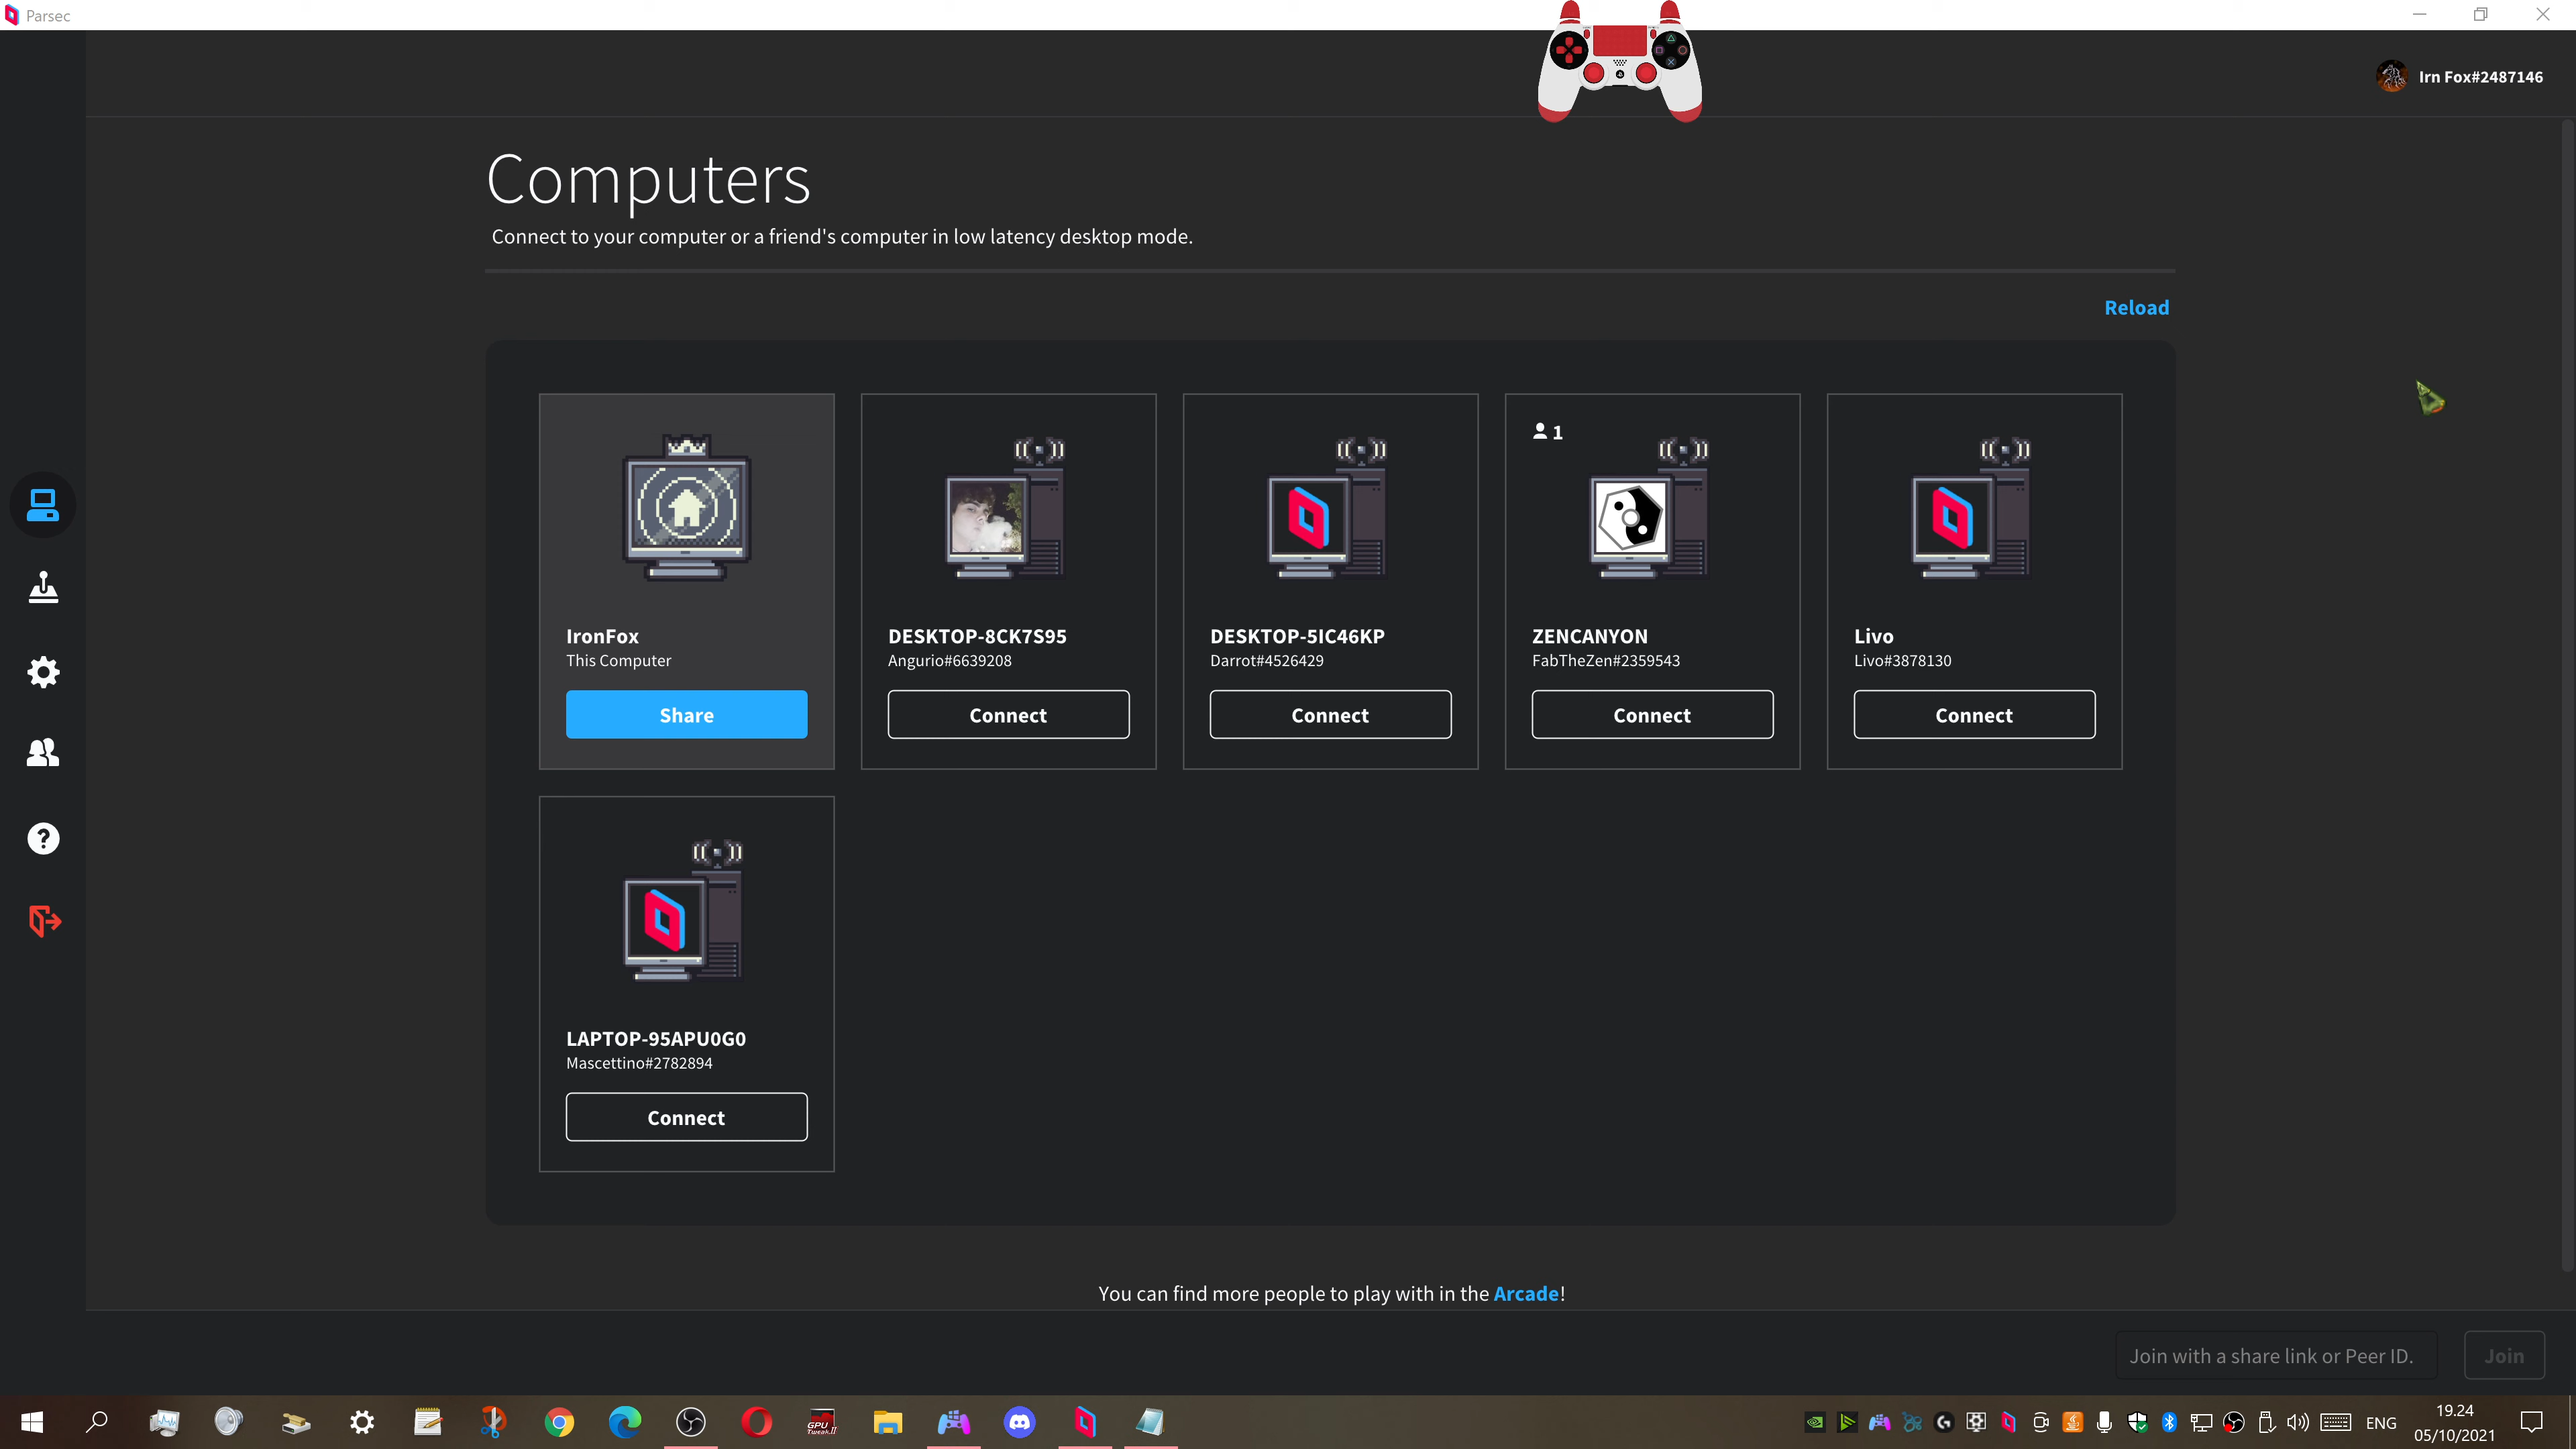 Parsec
Irn Fox#2487146
Computers
Connect to your computer or a friend's computer in low latency desktop mode.
Reload
IronFox
This Computer
Share
DESKTOP-8CK7S95
Angurio#6639208
Connect
DESKTOP-5IC46KP
Darrot#4526429
Connect
1
ZENCANYON
FabTheZen#2359543
Connect
Livo
Livo#3878130
Connect
LAPTOP-95APU0G0
Mascettino#2782894
Connect
You can find more people to play with in the Arcade!
Join with a share link or Peer ID.
Join
GPU
TweakII
ENG
19.24
05/10/2021